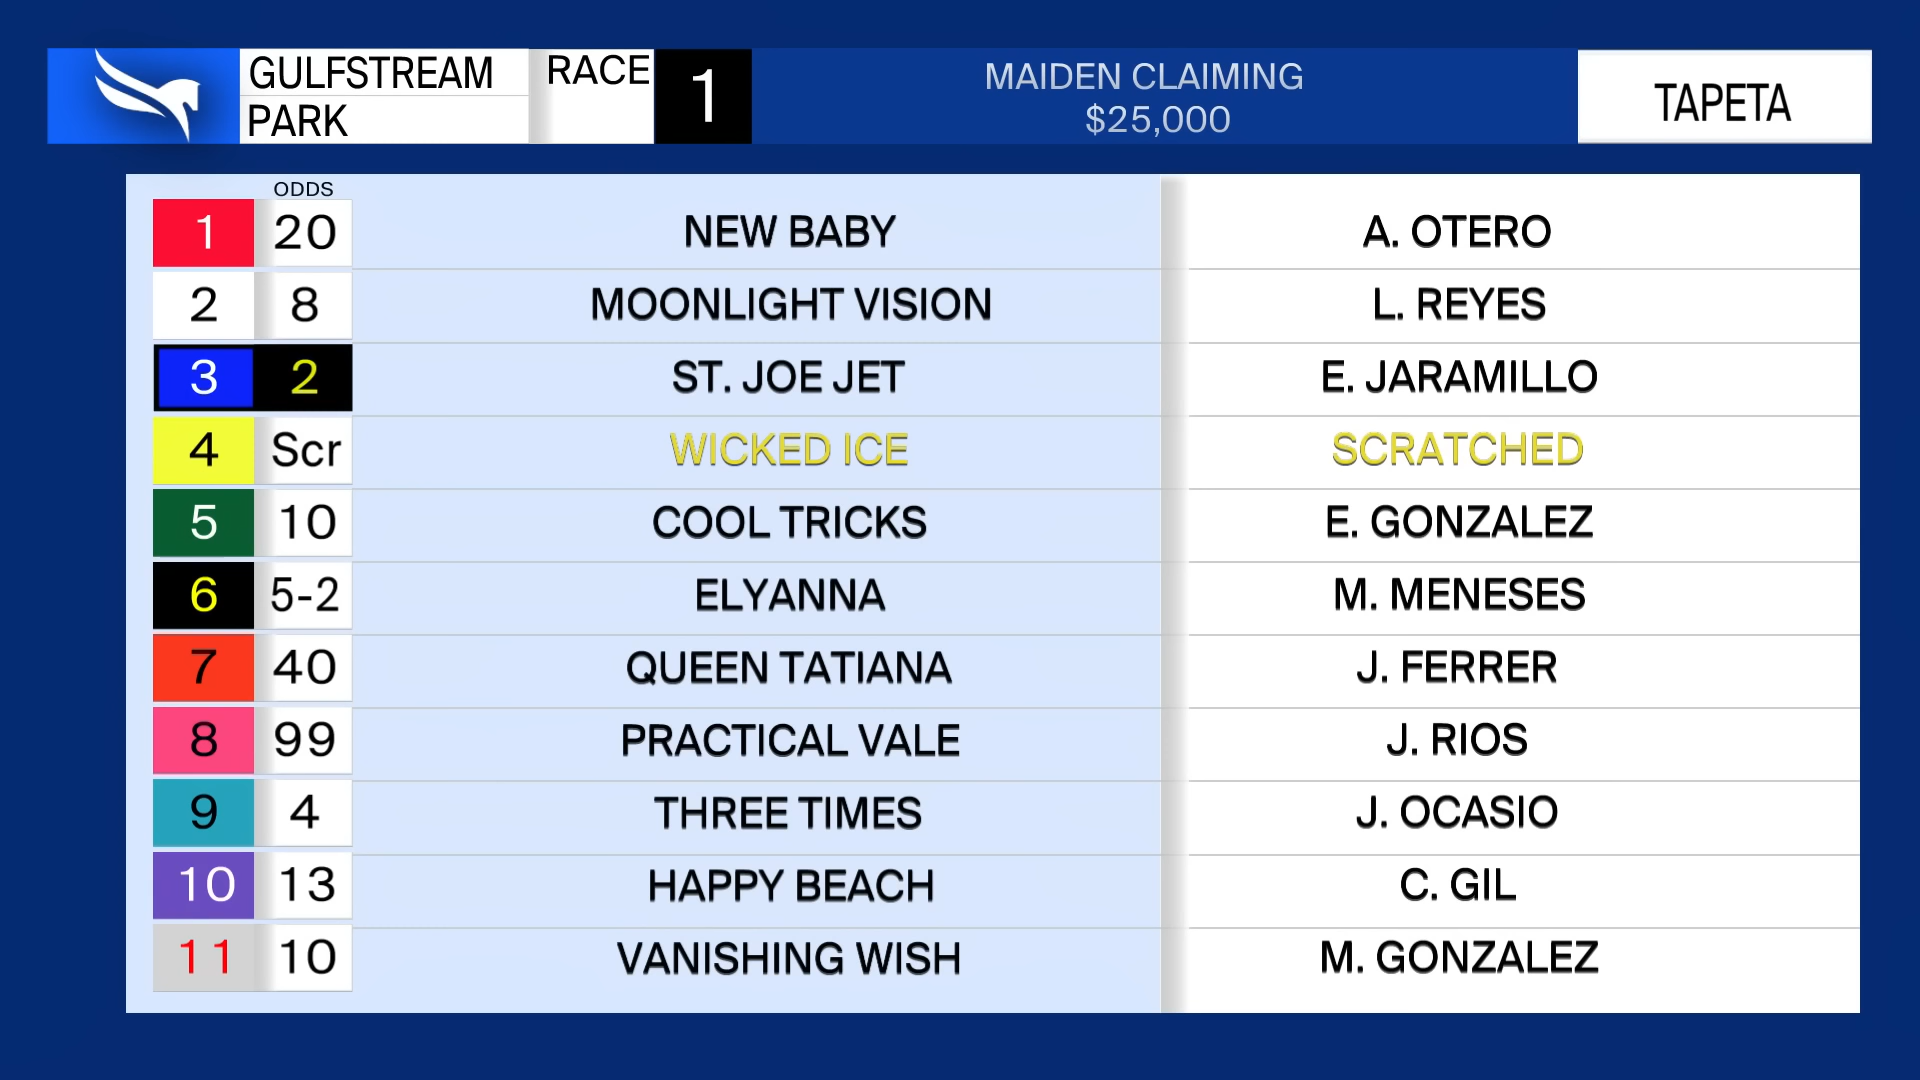 GULFSTREAM
PARK
RACE
1
MAIDEN CLAIMING
$25,000
TAPETA
ODDS
1 20 NEW BABY A. OTERO
2 8 MOONLIGHT VISION L. REYES
3 2 ST. JOE JET E. JARAMILLO
4 Scr WICKED ICE SCRATCHED
5 10 COOL TRICKS E. GONZALEZ
6 5-2 ELYANNA M. MENESES
7 40 QUEEN TATIANA J. FERRER
8 99 PRACTICAL VALE J. RIOS
9 4 THREE TIMES J. OCASIO
10 13 HAPPY BEACH C. GIL
11 10 VANISHING WISH M. GONZALEZ